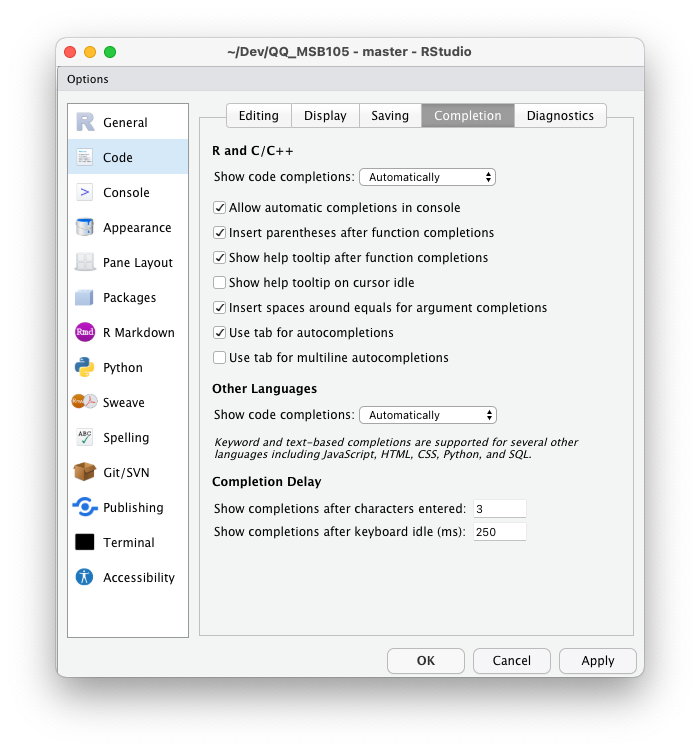 ~/Dev/QQ_MSB105 - master - RStudio
Options
General
Code
Console
Appearance
Pane Layout
Packages
Rmd R Markdown
Python
Sweave
ABC Spelling
Git/SVN
Publishing
Terminal
Accessibility
Editing Display Saving Completion Diagnostics
R and C/C++
Show code completions: Automatically
Allow automatic completions in console
Insert parentheses after function completions
Show help tooltip after function completions
Show help tooltip on cursor idle
Insert spaces around equals for argument completions
Use tab for autocompletions
Use tab for multiline autocompletions
Other Languages
Show code completions: Automatically
Keyword and text-based completions are supported for several other
languages including JavaScript, HTML, CSS, Python, and SQL.
Completion Delay
Show completions after characters entered: 3
Show completions after keyboard idle (ms): 250
OK Cancel Apply